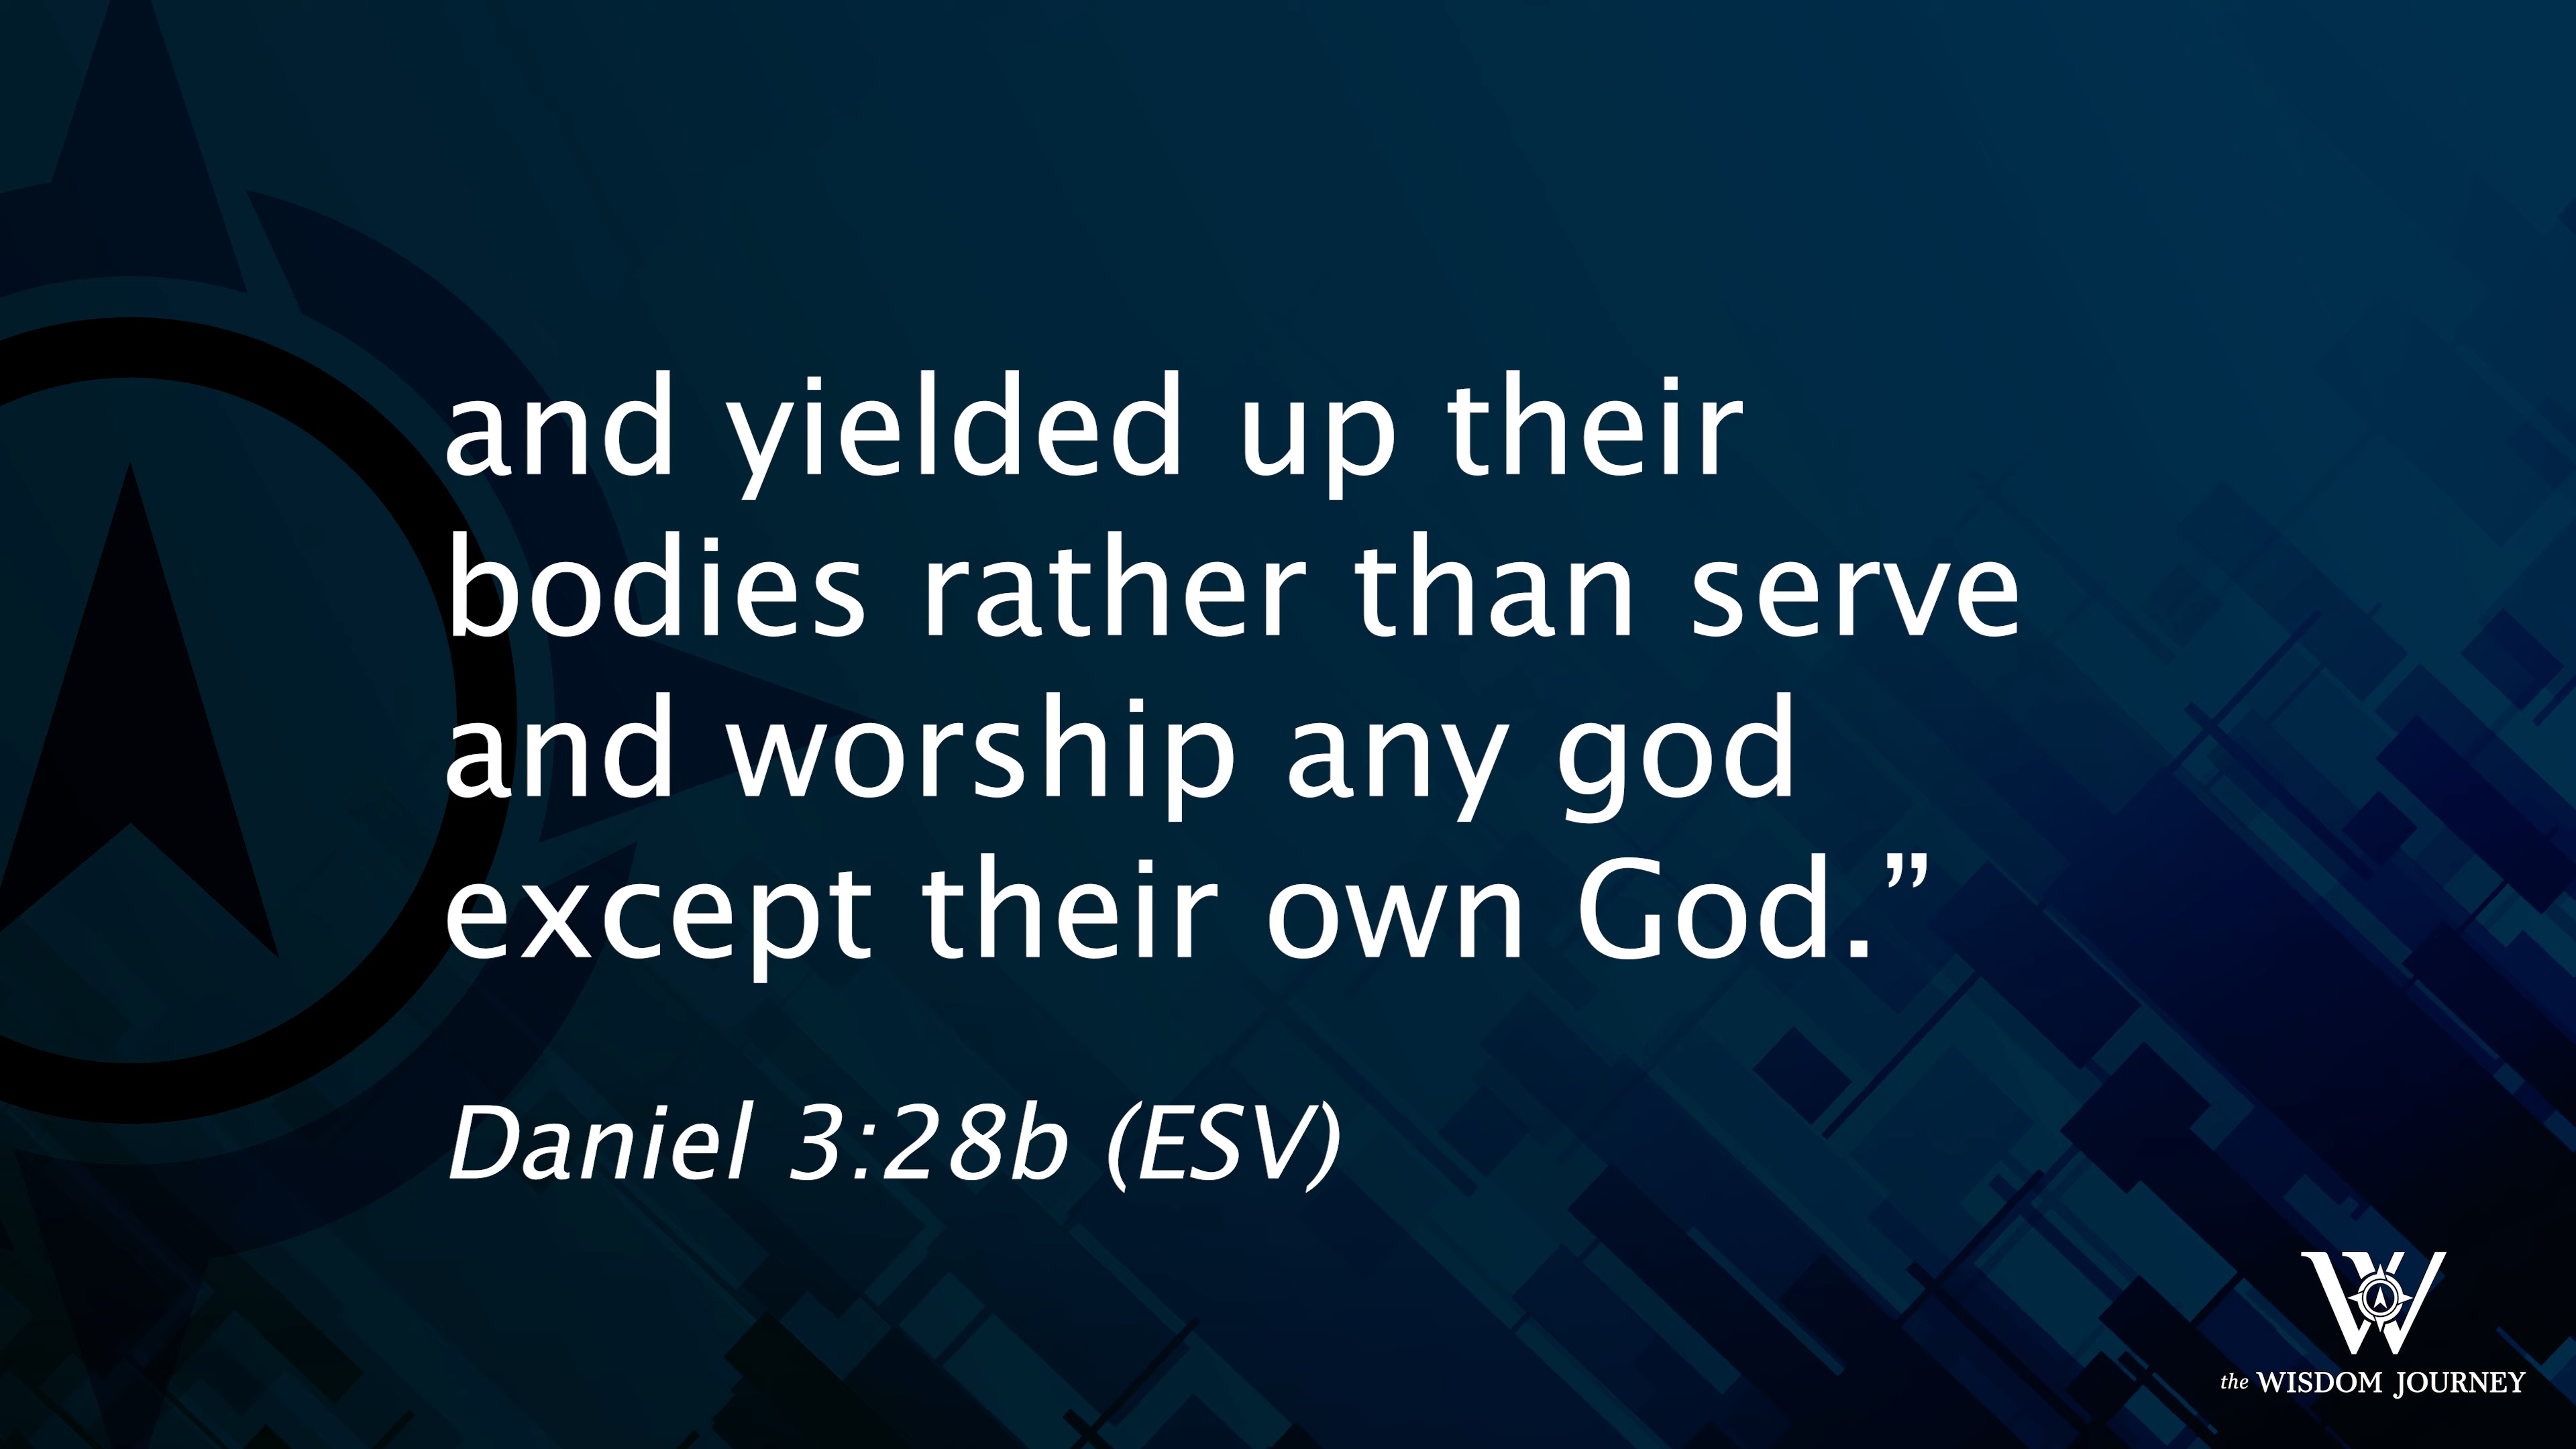 and yielded up their
bodies rather than serve
and worship any god
except their own God.”
Daniel 3:28b (ESV)
W
the WISDOM JOURNEY